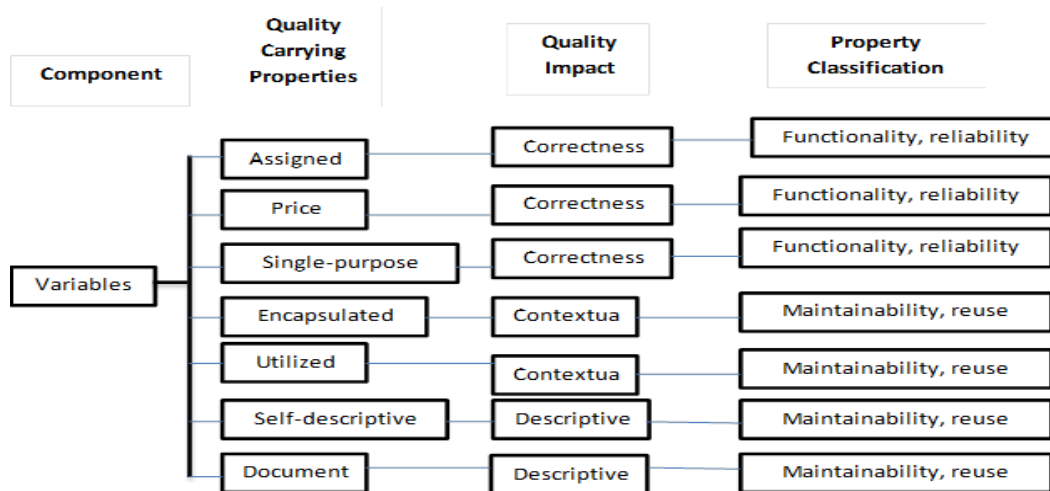 Component
Quality
Carrying
Properties
Quality
Impact
Property
Classification
Variables
Assigned
Correctness
Functionality, reliability
Price
Correctness
Functionality, reliability
Single-purpose
Correctness
Functionality, reliability
Encapsulated
Contextua
Maintainability, reuse
Utilized
Contextua
Maintainability, reuse
Self-descriptive
Descriptive
Maintainability, reuse
Document
Descriptive
Maintainability, reuse